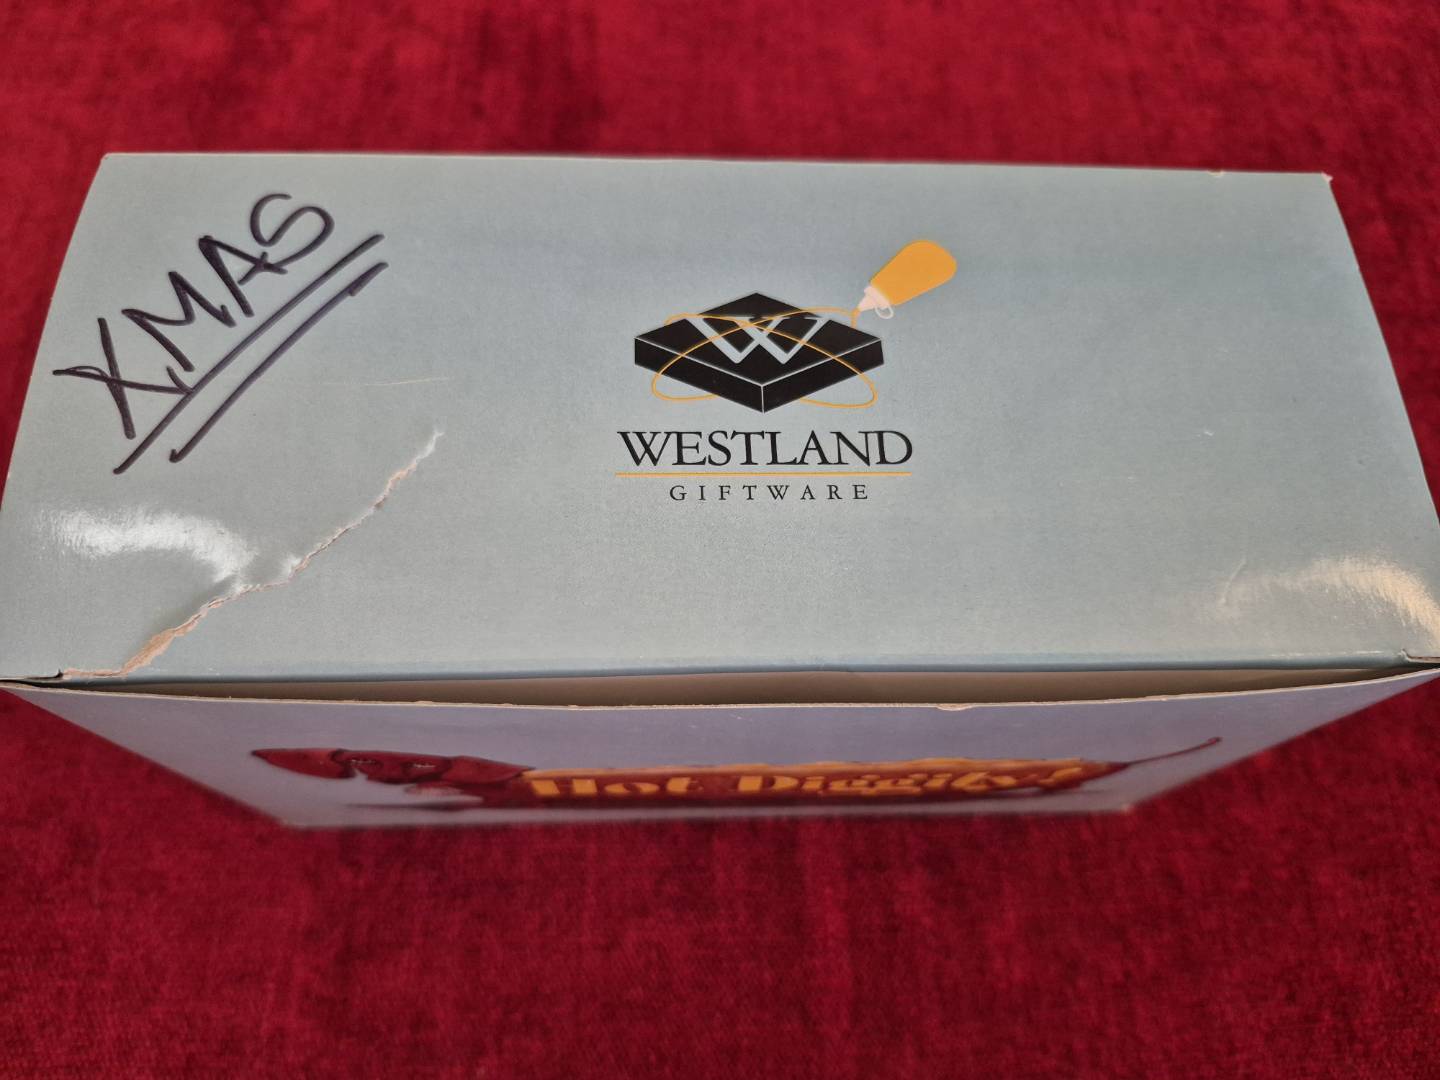 XMAS
W
WESTLAND
GIFTWARE
Hot Diggity!